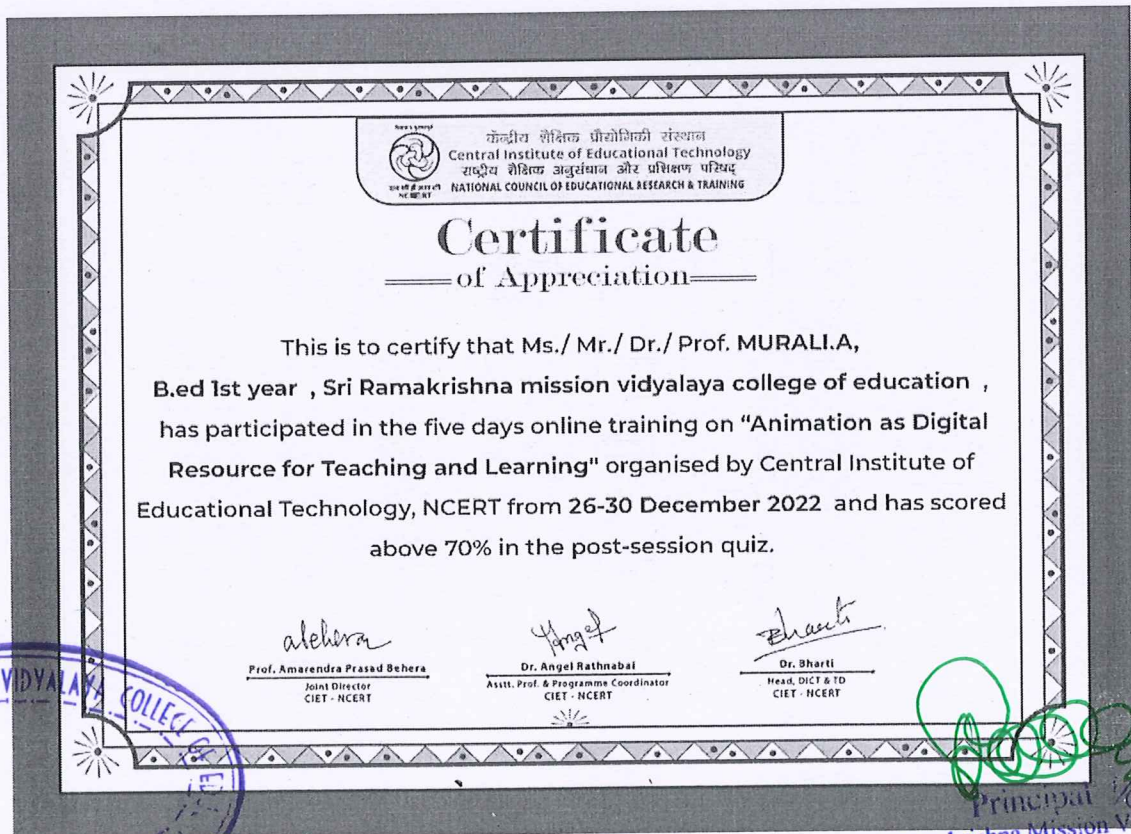 केन्द्रीय शैक्षिक प्रौद्योगिकी संस्थान
Central Institute of Educational Technology
राष्ट्रीय शैक्षिक अनुसंधान और प्रशिक्षण परिषद्
NATIONAL COUNCIL OF EDUCATIONAL RESEARCH & TRAINING
एन सी ई आर टी
NCERT
Certificate
of Appreciation
This is to certify that Ms./ Mr./ Dr./ Prof. MURALI.A,
B.ed 1st year , Sri Ramakrishna mission vidyalaya college of education ,
has participated in the five days online training on “Animation as Digital
Resource for Teaching and Learning" organised by Central Institute of
Educational Technology, NCERT from 26-30 December 2022 and has scored
above 70% in the post-session quiz.
Prof. Amarendra Prasad Behera
Joint Director
CIET - NCERT
Dr. Angel Rathnabai
Asstt. Prof. & Programme Coordinator
CIET - NCERT
Dr. Bharti
Head, DICT & TD
CIET - NCERT
VIDYALAYA COLLEGE OF
Principal
Mission